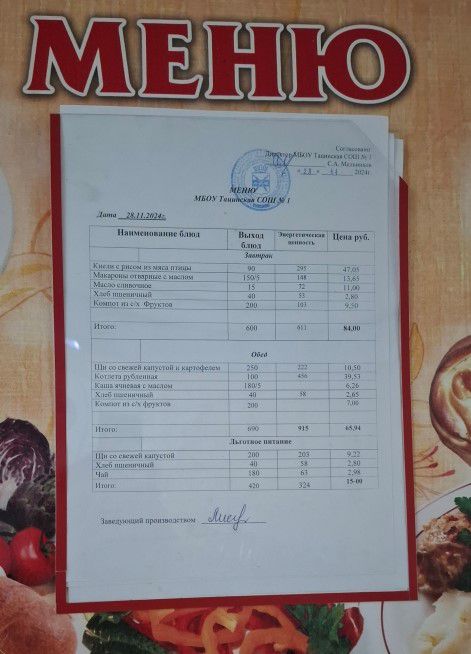 МЕНЮ
Согласовано
Директор МБОУ Тацинская СОШ № 1
С.А. Мельников
« 28 » 11 2024г
МЕНЮ
МБОУ Тацинская СОШ № 1
Дата 28.11.2024г.
Наименование блюд Выход блюд Энергетическая ценность Цена руб.
Завтрак
Кнели с рисом из мяса птицы 90 295 47,05
Макароны отварные с маслом 150/5 148 13,65
Масло сливочное 15 72 11,00
Хлеб пшеничный 40 53 2,80
Компот из с/х Фруктов 200 103 9,50
Итого: 600 611 84,00
Обед
Щи со свежей капустой и картофелем 250 222 10,50
Котлета рубленная 100 456 39,53
Каша ячневая с маслом 180/5 6,26
Хлеб пшеничный 40 58 2,65
Компот из с/х фруктов 200 7,00
Итого: 690 915 65,94
Льготное питание
Щи со свежей капустой 200 203 9,22
Хлеб пшеничный 40 58 2,80
Чай 180 63 2,98
Итого: 420 324 15-00
Заведующий производством